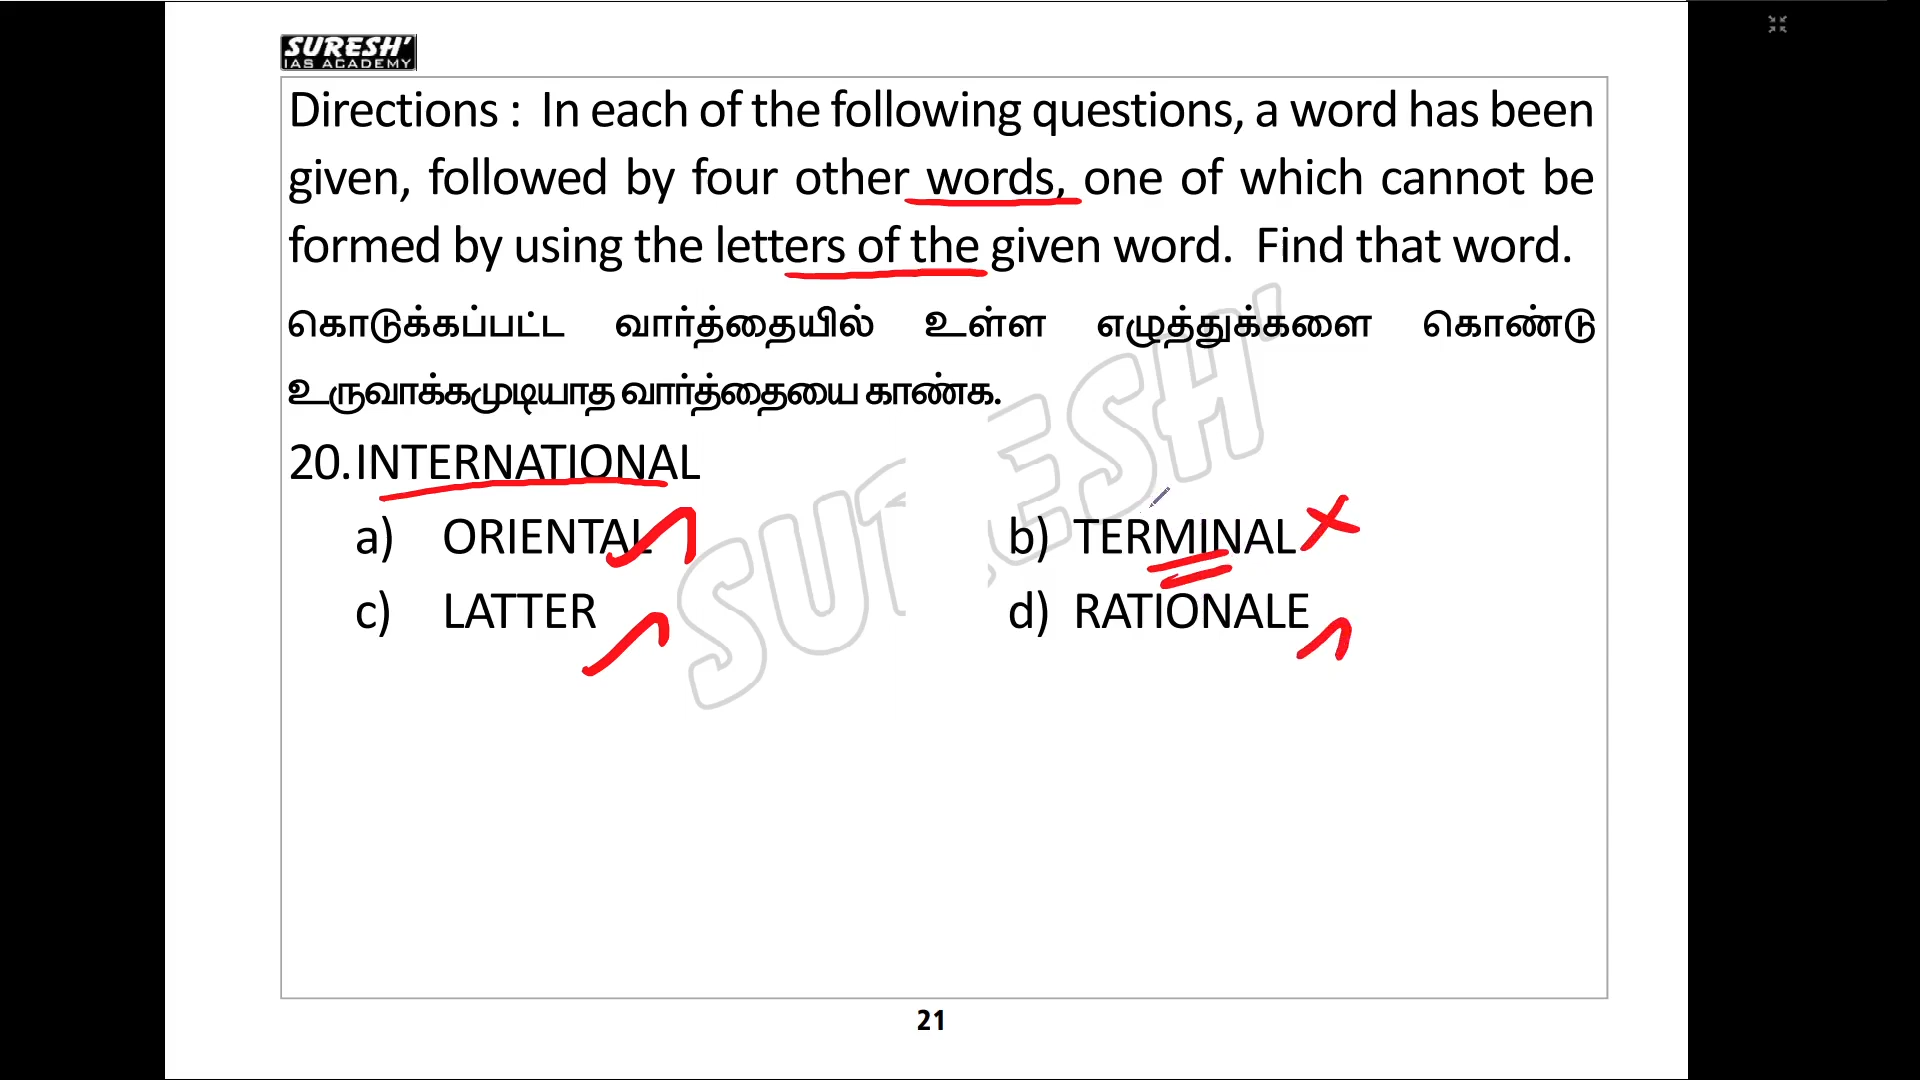 SURESH'
IAS ACADEMY
Directions : In each of the following questions, a word has been
given, followed by four other words, one of which cannot be
formed by using the letters of the given word. Find that word.
கொடுக்கப்பட்ட வார்த்தையில் உள்ள எழுத்துக்களை கொண்டு
உருவாக்கமுடியாத வார்த்தையை காண்க.
20. INTERNATIONAL
a) ORIENTAL b) TERMINAL
c) LATTER d) RATIONALE
SURESH'
21